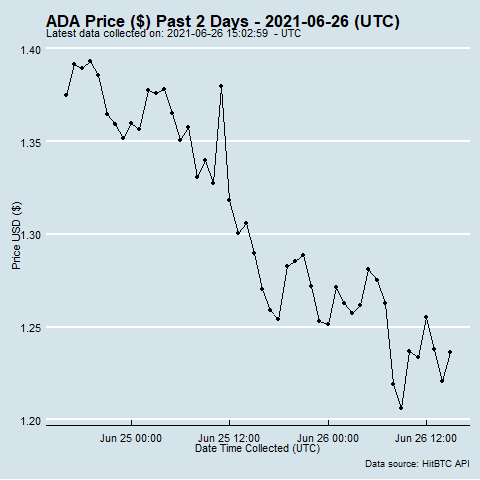 ADA Price ($) Past 2 Days - 2021-06-26 (UTC)
Latest data collected on: 2021-06-26 15:02:59 - UTC
1.40
1.35
1.30
1.25
1.20
Price USD ($)
Jun 25 00:00 Jun 25 12:00 Jun 26 00:00 Jun 26 12:00
Date Time Collected (UTC)
Data source: HitBTC API